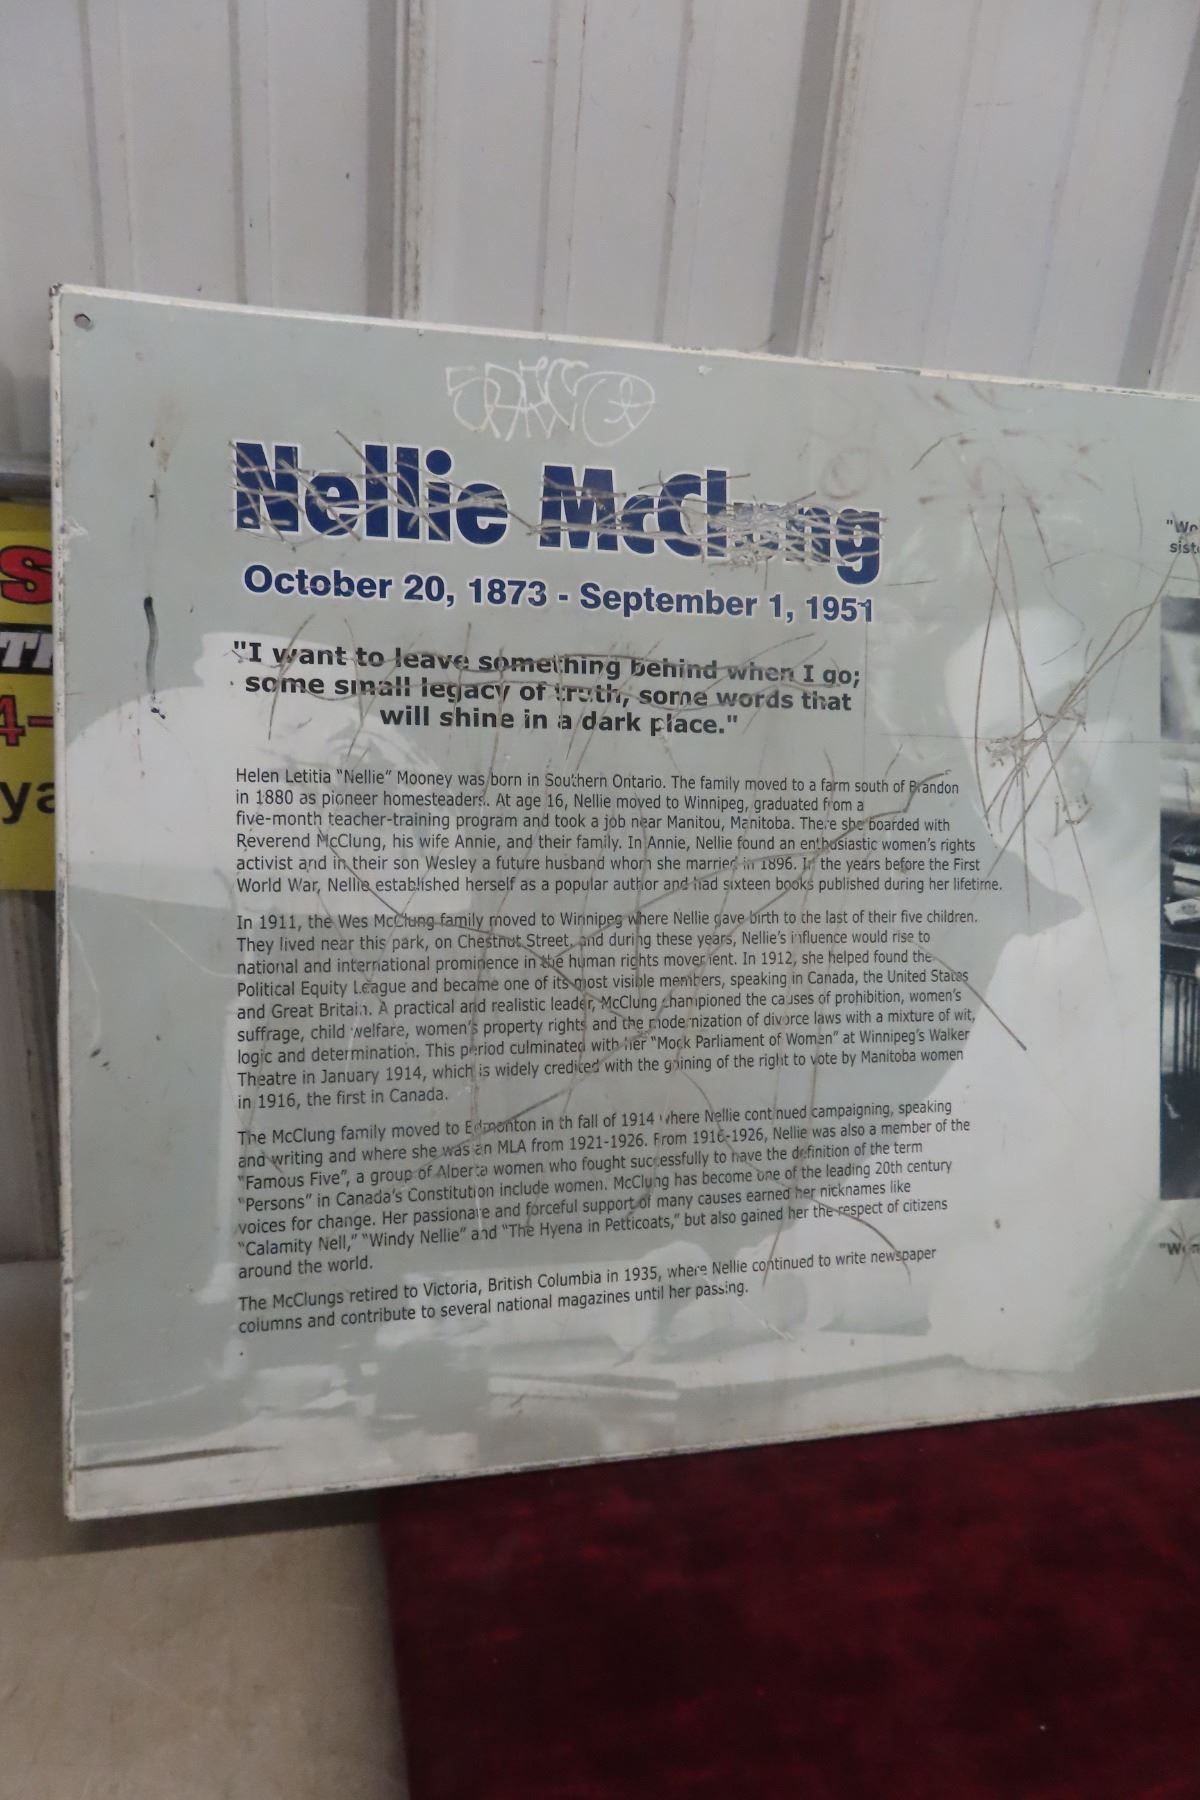 Nellie McClung
October 20, 1873 - September 1, 1951
"I want to leave something behind when I go;
some small legacy of truth, some words that
will shine in a dark place."
Helen Letitia "Nellie" Mooney was born in Southern Ontario. The family moved to a farm south of Brandon
in 1880 as pioneer homesteaders. At age 16, Nellie moved to Winnipeg, graduated from a
five-month teacher-training program and took a job near Manitou, Manitoba. There she boarded with
Reverend McClung, his wife Annie, and their family. In Annie, Nellie found an enthusiastic women's rights
activist and in their son Wesley a future husband whom she married in 1896. In the years before the First
World War, Nellie established herself as a popular author and had sixteen books published during her lifetime.
In 1911, the Wes McClung family moved to Winnipeg where Nellie gave birth to the last of their five children.
They lived near this park, on Chestnut Street, and during these years, Nellie's influence would rise to
national and international prominence in the human rights movement. In 1912, she helped found the
Political Equity League and became one of its most visible members, speaking in Canada, the United States
and Great Britain. A practical and realistic leader, McClung championed the causes of prohibition, women's
suffrage, child welfare, women's property rights and the modernization of divorce laws with a mixture of wit,
logic and determination. This period culminated with her "Mock Parliament of Women" at Winnipeg's Walker
Theatre in January 1914, which is widely credited with the gaining of the right to vote by Manitoba women
in 1916, the first in Canada.
The McClung family moved to Edmonton in th fall of 1914 where Nellie continued campaigning, speaking
and writing and where she was an MLA from 1921-1926. From 1916-1926, Nellie was also a member of the
"Famous Five", a group of Alberta women who fought successfully to have the definition of the term
"Persons" in Canada's Constitution include women. McClung has become one of the leading 20th century
voices for change. Her passionate and forceful support of many causes earned her nicknames like
"Calamity Nell," "Windy Nellie" and "The Hyena in Petticoats," but also gained her the respect of citizens
around the world.
The McClungs retired to Victoria, British Columbia in 1935, where Nellie continued to write newspaper
columns and contribute to several national magazines until her passing.